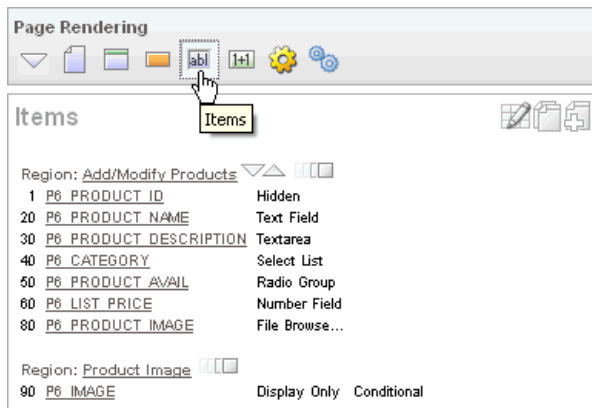 Page Rendering
abl
1+1
Items
Items
Region: Add/Modify Products
1 P6_PRODUCT_ID Hidden
20 P6_PRODUCT_NAME Text Field
30 P6_PRODUCT_DESCRIPTION Textarea
40 P6_CATEGORY Select List
50 P6_PRODUCT_AVAIL Radio Group
60 P6_LIST_PRICE Number Field
80 P6_PRODUCT_IMAGE File Browse...
Region: Product Image
90 P6_IMAGE Display Only Conditional